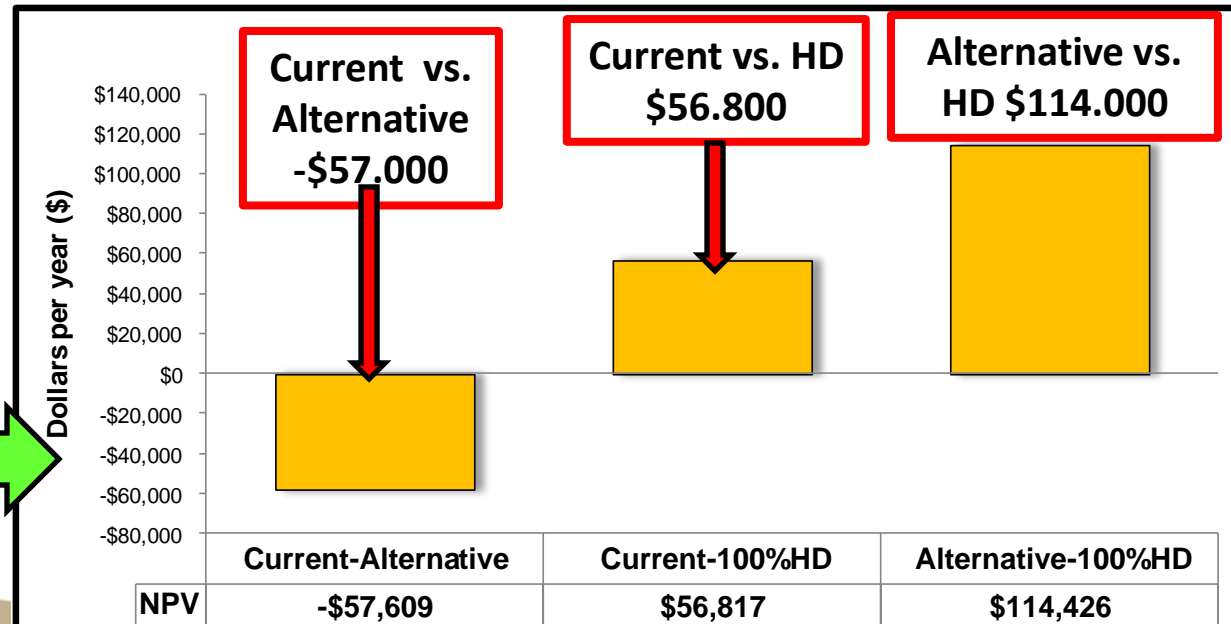 Current vs.
Alternative
-$57.000
Current vs. HD
$56.800
Alternative vs.
HD $114.000
Dollars per year ($)
$140,000
$120,000
$100,000
$80,000
$60,000
$40,000
$20,000
$0
-$20,000
-$40,000
-$60,000
-$80,000
Current-Alternative Current-100%HD Alternative-100%HD
NPV -$57,609 $56,817 $114,426